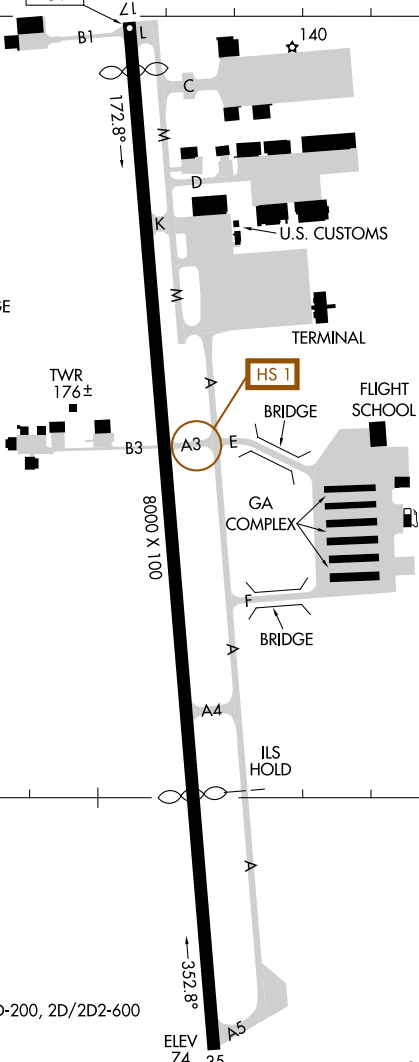 17
L
B1
140
C
172.8°
M
D
K
U.S. CUSTOMS
M
TERMINAL
HS 1
TWR
176±
A
FLIGHT
SCHOOL
BRIDGE
B3
A3
E
GA
COMPLEX
8000 X 100
F
BRIDGE
A
A4
ILS
HOLD
A
352.8°
-200, 2D/2D2-600
A5
ELEV
74
35